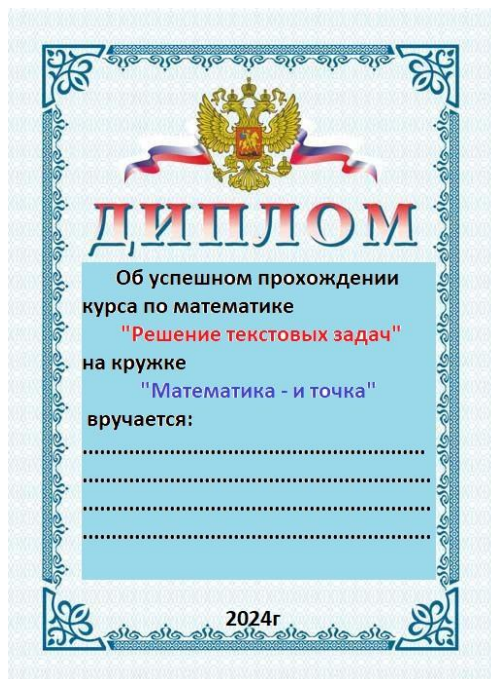 ДИПЛОМ
Об успешном прохождении
курса по математике
"Решение текстовых задач"
на кружке
"Математика - и точка"
вручается:
...........................................................
............................................................
............................................................
............................................................
2024г